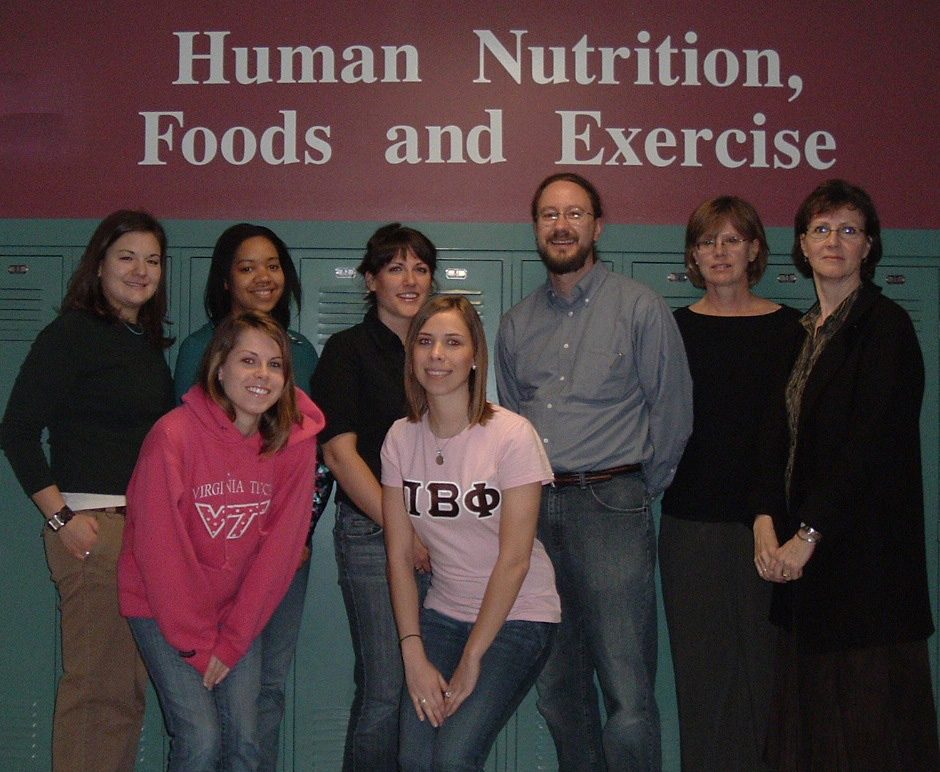 Human Nutrition,
Foods and Exercise
VIRGINIA TECH
VT
ΠΒΦ